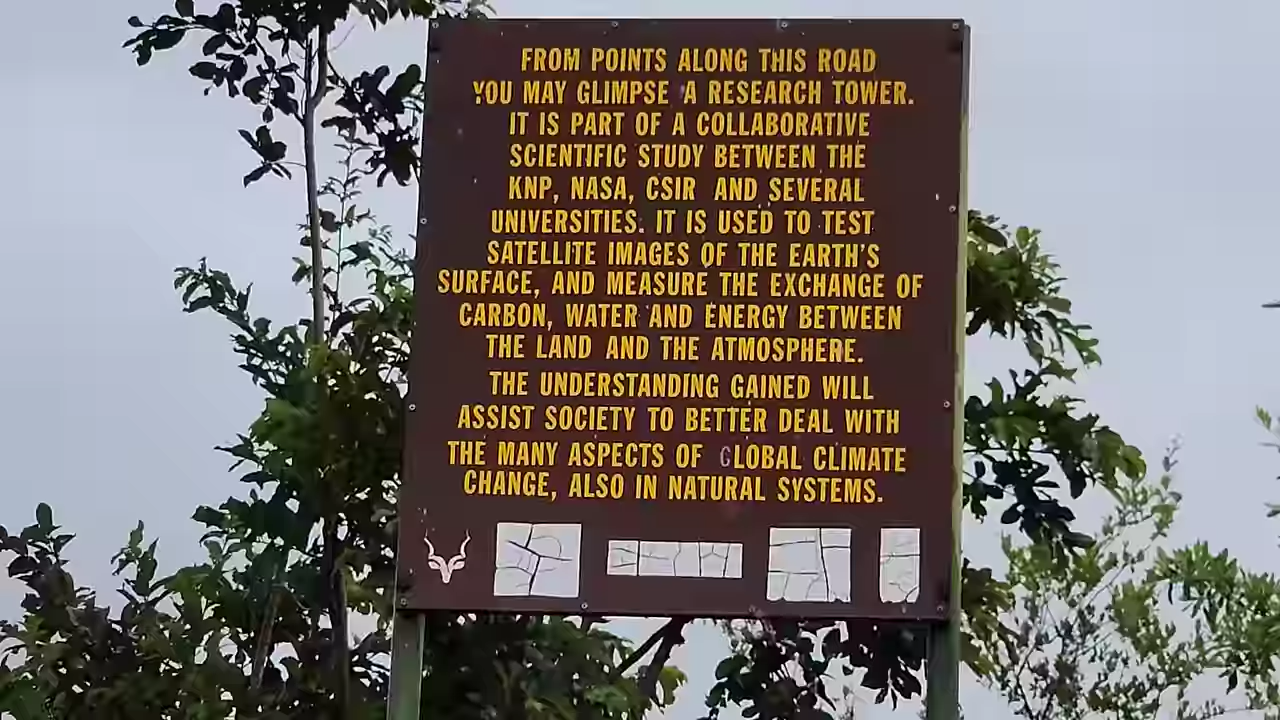 FROM POINTS ALONG THIS ROAD
YOU MAY GLIMPSE A RESEARCH TOWER.
IT IS PART OF A COLLABORATIVE
SCIENTIFIC STUDY BETWEEN THE
KNP, NASA, CSIR AND SEVERAL
UNIVERSITIES. IT IS USED TO TEST
SATELLITE IMAGES OF THE EARTH'S
SURFACE, AND MEASURE THE EXCHANGE OF
CARBON, WATER AND ENERGY BETWEEN
THE LAND AND THE ATMOSPHERE.
THE UNDERSTANDING GAINED WILL
ASSIST SOCIETY TO BETTER DEAL WITH
THE MANY ASPECTS OF GLOBAL CLIMATE
CHANGE, ALSO IN NATURAL SYSTEMS.